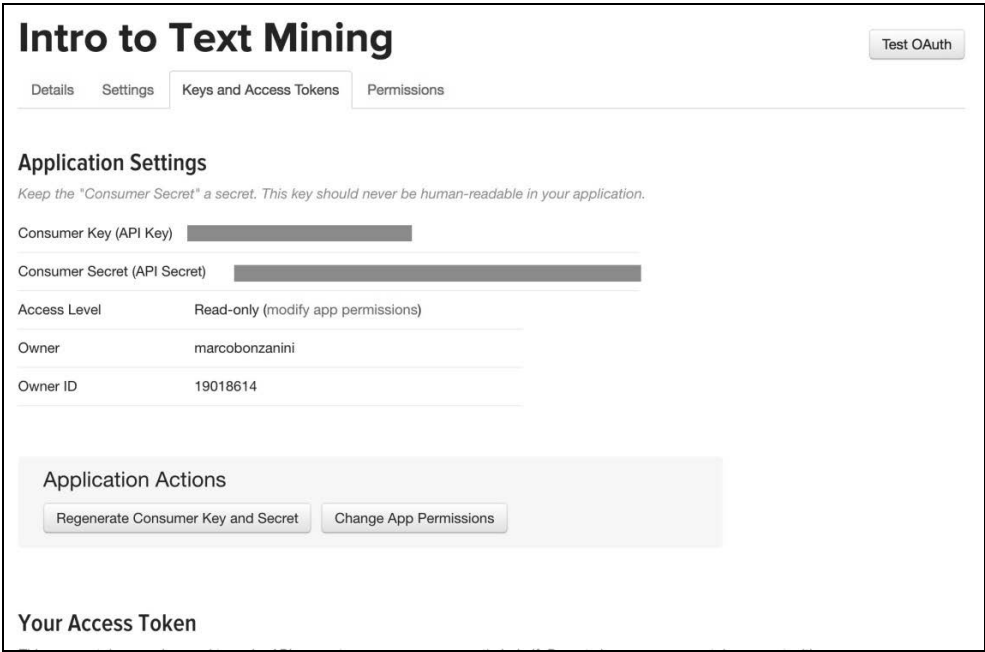 Intro to Text Mining
Test OAuth
Details Settings Keys and Access Tokens Permissions
Application Settings
Keep the "Consumer Secret" a secret. This key should never be human-readable in your application.
Consumer Key (API Key)
Consumer Secret (API Secret)
Access Level Read-only (modify app permissions)
Owner marcobonzanini
Owner ID 19018614
Application Actions
Regenerate Consumer Key and Secret Change App Permissions
Your Access Token